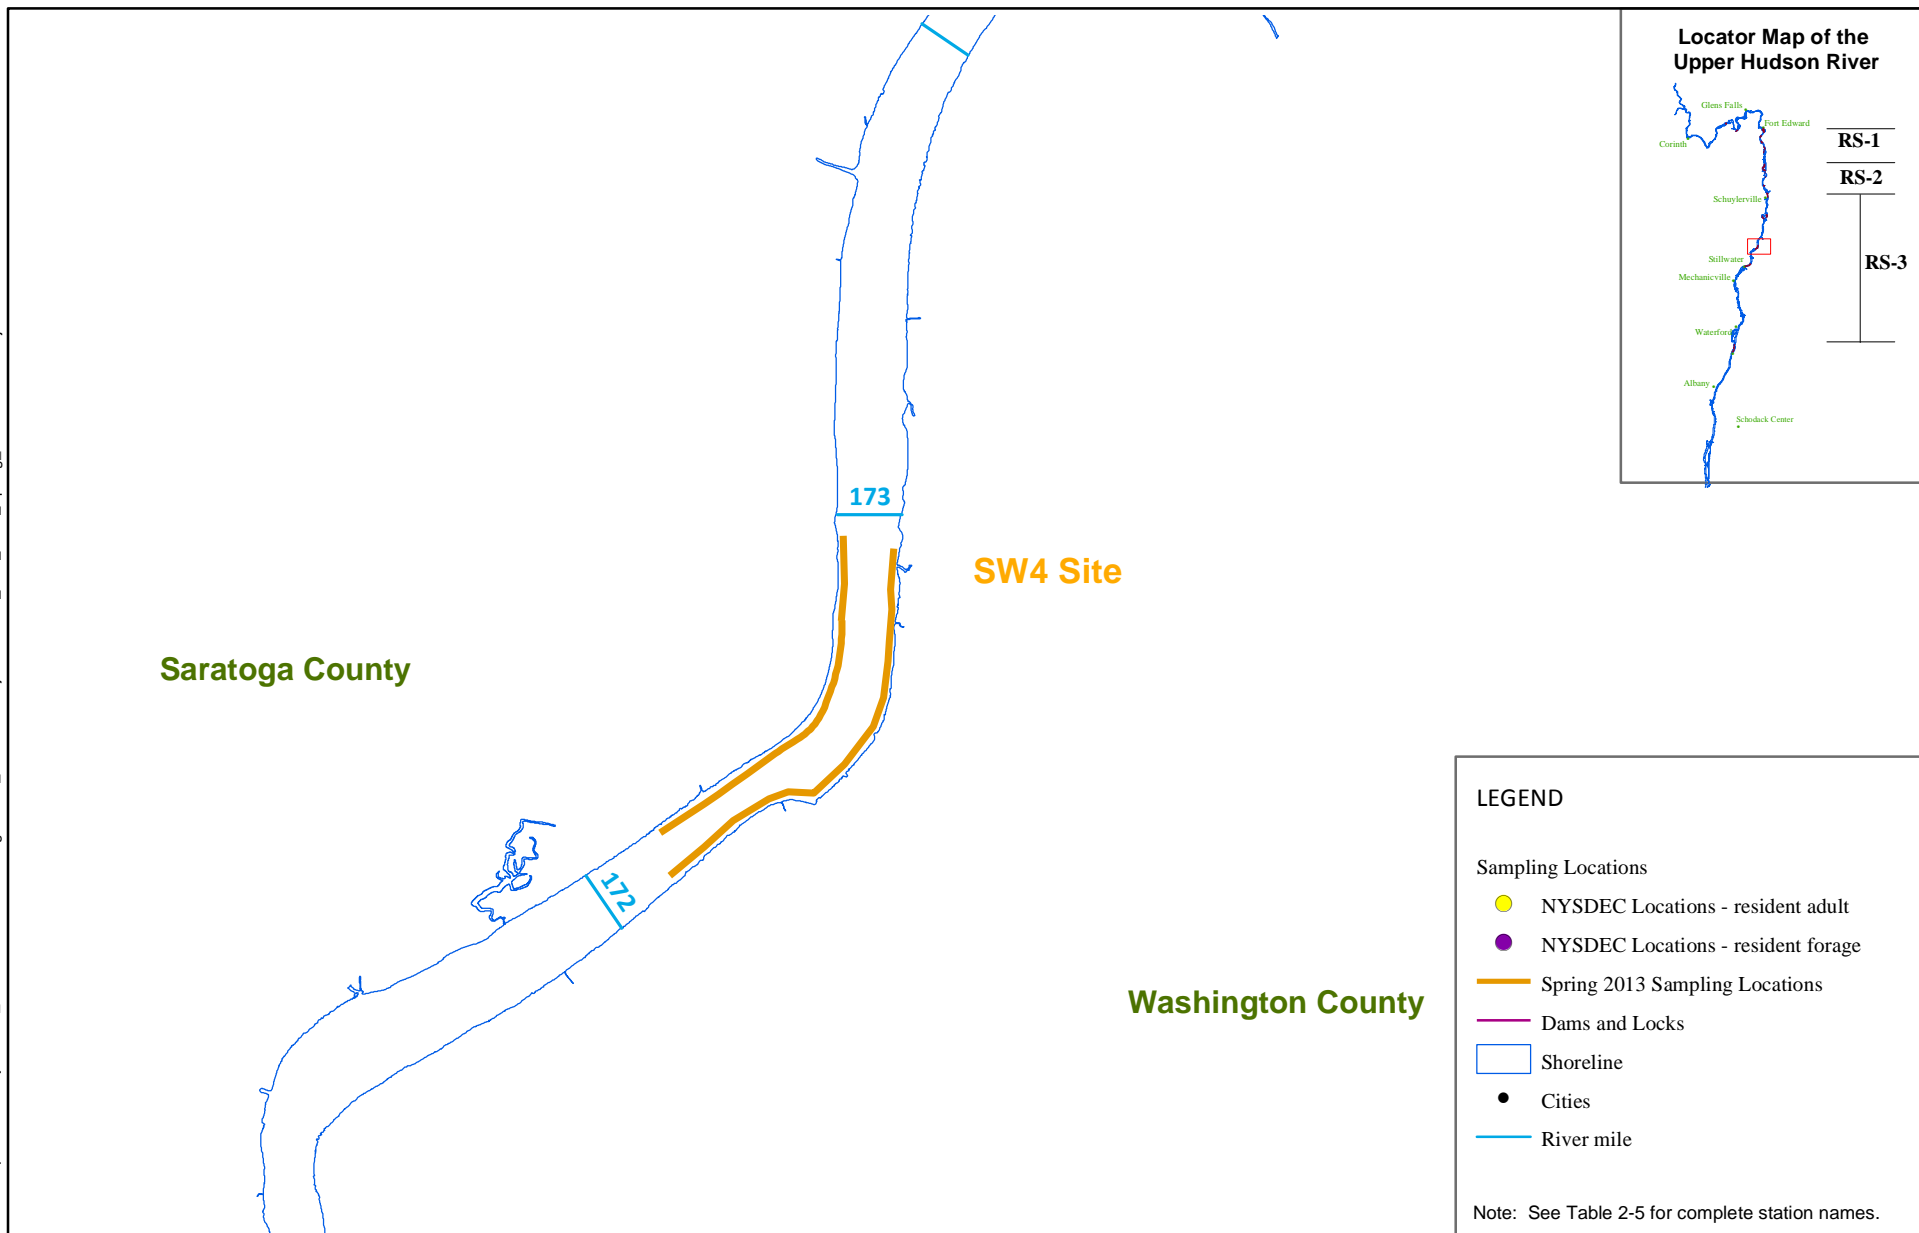 Locator Map of the
Upper Hudson River
Glens Falls
Fort Edward
Corinth
RS-1
RS-2
Schuylerville
Stillwater
RS-3
Mechanicville
Waterford
Albany
Schodack Center
173
SW4 Site
Saratoga County
172
Washington County
LEGEND
Sampling Locations
NYSDEC Locations - resident adult
NYSDEC Locations - resident forage
Spring 2013 Sampling Locations
Dams and Locks
Shoreline
Cities
River mile
Note: See Table 2-5 for complete station names.